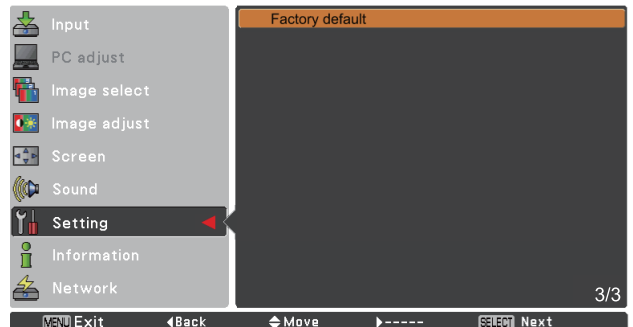 Input
PC adjust
Image select
Image adjust
Screen
Sound
Setting
Information
Network
Factory default
3/3
MENU Exit ◀Back ◆Move ▶----- SELECT Next